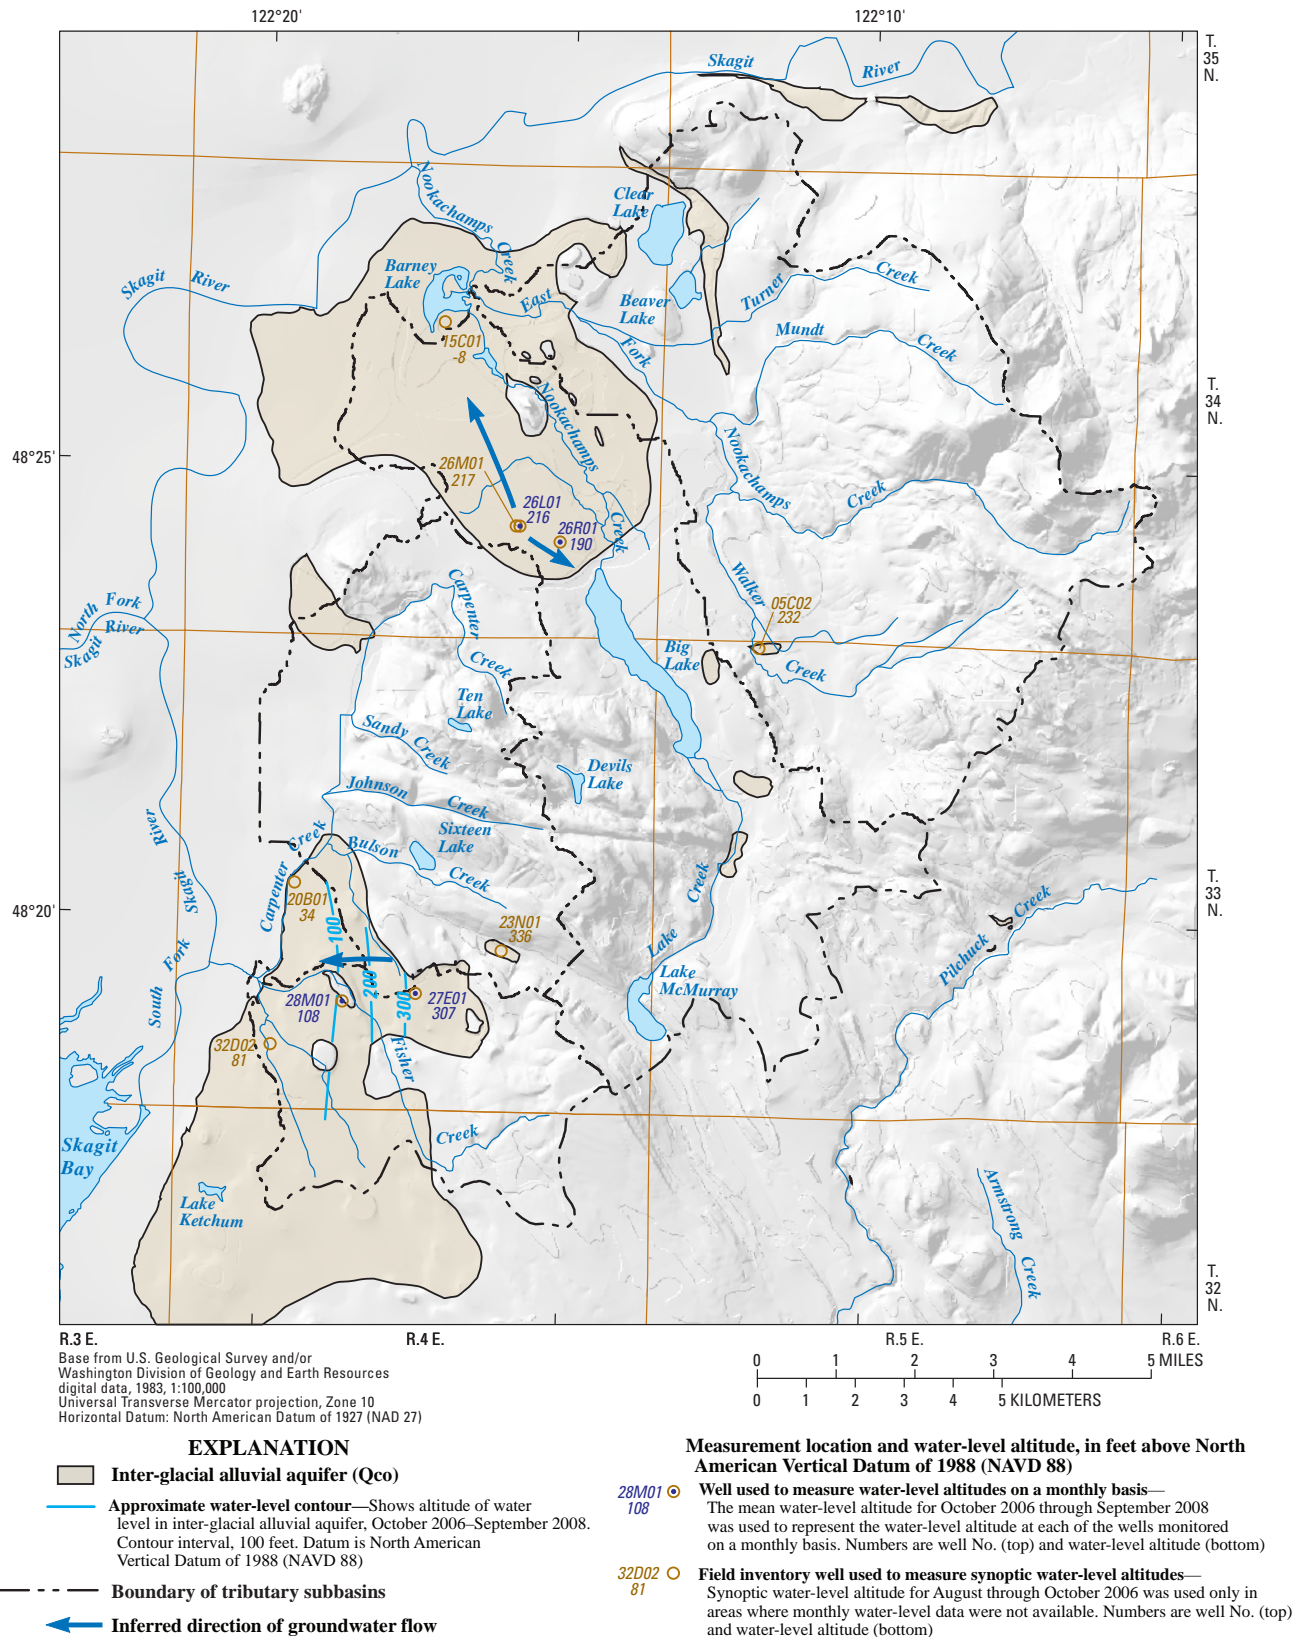 122°20'
122°10'
T.
35
N.
Skagit
River
Nookachamps
Creek
Clear
Lake
Barney
Lake
Skagit
River
East
Fork
Beaver
Lake
Turner
Creek
Mundt
Creek
15C01
-8
T.
34
N.
Nookachamps
Creek
Nookachamps
Creek
48°25'
26M01
217
26L01
216
26R01
190
North Fork
Skagit River
Carpenter
Creek
Walker
Creek
05C02
232
Big
Lake
Ten
Lake
Sandy Creek
Devils
Lake
Johnson
Creek
Sixteen
Lake
Bulson
Creek
Carpenter Creek
River
Skagit
Fork
South
T.
33
N.
48°20'
20B01
34
100
200
300
23N01
336
Creek
Lake
Lake
McMurray
Pilchuck
Creek
28M01
108
27E01
307
32D02
81
Fisher
Creek
Skagit
Bay
Lake
Ketchum
Armstrong
Creek
T.
32
N.
R.3 E.
R.4 E.
R.5 E.
R.6 E.
Base from U.S. Geological Survey and/or
Washington Division of Geology and Earth Resources
digital data, 1983, 1:100,000
Universal Transverse Mercator projection, Zone 10
Horizontal Datum: North American Datum of 1927 (NAD 27)
0 1 2 3 4 5 MILES
0 1 2 3 4 5 KILOMETERS
EXPLANATION
Inter-glacial alluvial aquifer (Qco)
Approximate water-level contour—Shows altitude of water
level in inter-glacial alluvial aquifer, October 2006–September 2008.
Contour interval, 100 feet. Datum is North American
Vertical Datum of 1988 (NAVD 88)
Boundary of tributary subbasins
Inferred direction of groundwater flow
Measurement location and water-level altitude, in feet above North
American Vertical Datum of 1988 (NAVD 88)
28M01
108
Well used to measure water-level altitudes on a monthly basis—
The mean water-level altitude for October 2006 through September 2008
was used to represent the water-level altitude at each of the wells monitored
on a monthly basis. Numbers are well No. (top) and water-level altitude (bottom)
32D02
81
Field inventory well used to measure synoptic water-level altitudes—
Synoptic water-level altitude for August through October 2006 was used only in
areas where monthly water-level data were not available. Numbers are well No. (top)
and water-level altitude (bottom)